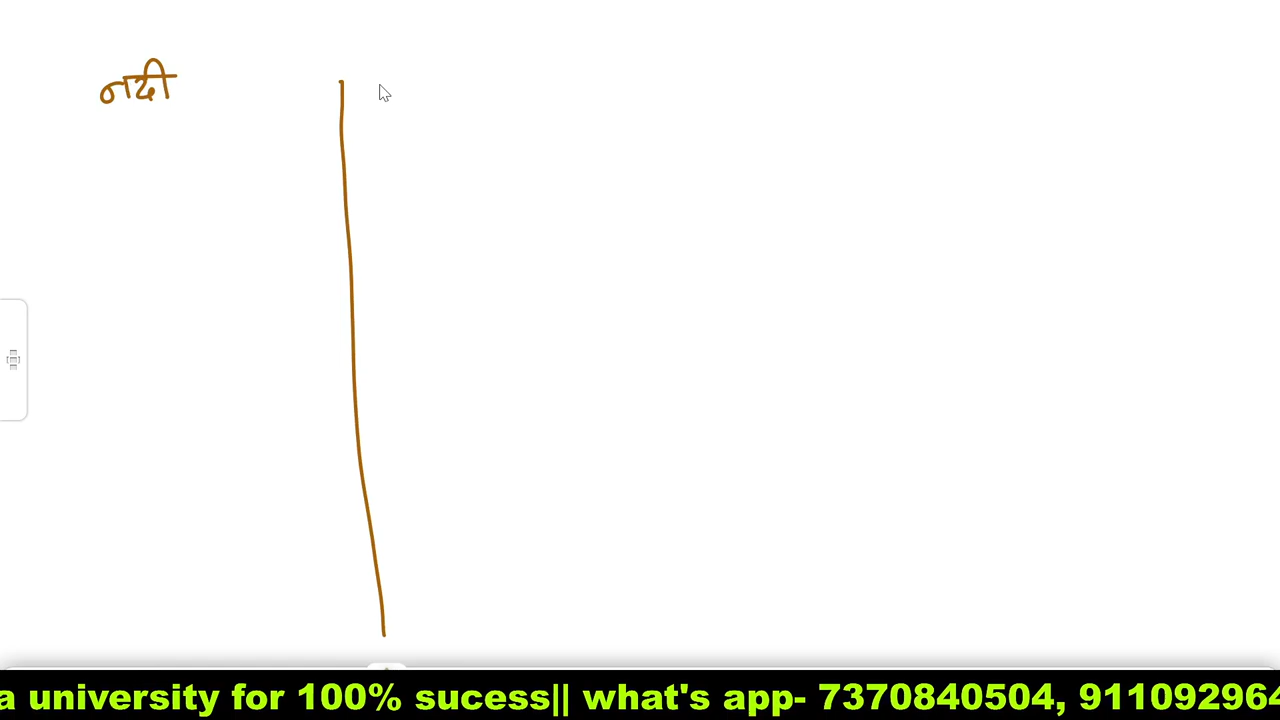 नदी
a university for 100% sucess|| what's app- 7370840504, 911092964